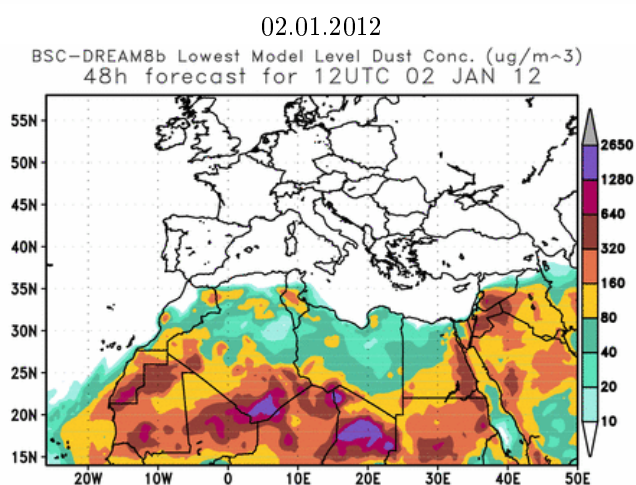 02.01.2012
BSC-DREAM8b Lowest Model Level Dust Conc. (ug/m^3)
48h forecast for 12UTC 02 JAN 12
55N
50N
45N
40N
35N
30N
25N
20N
15N
20W
10W
0
10E
20E
30E
40E
50E
2650
1280
640
320
160
80
40
20
10